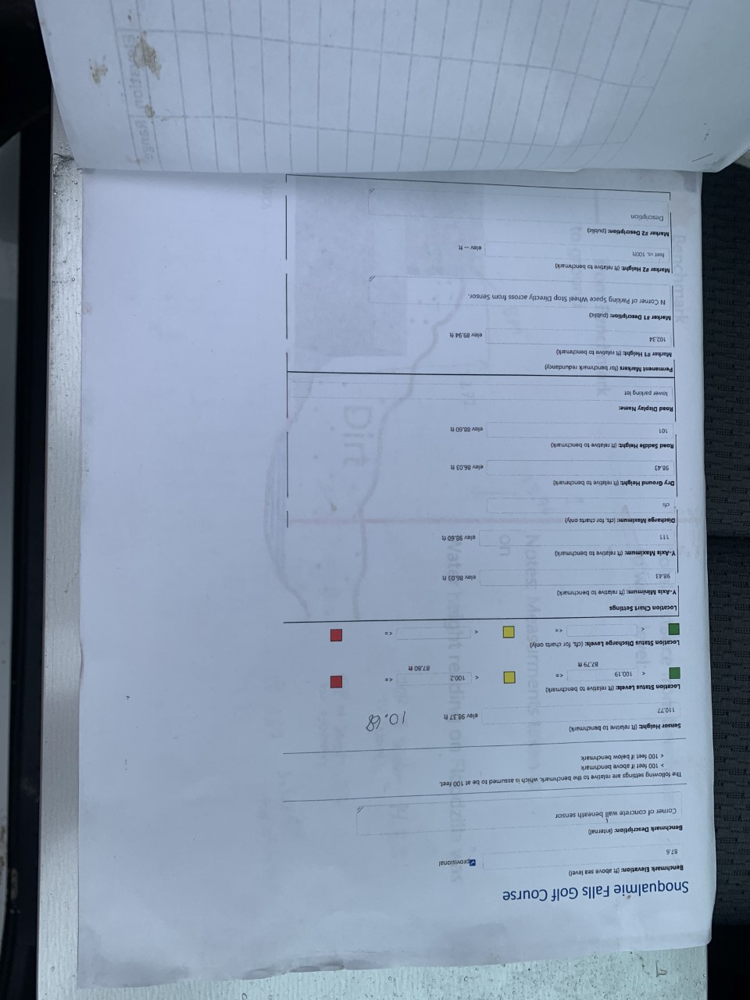 Snoqualmie Falls Golf Course
Benchmark Elevation: (ft above sea level)
87.6
provisional
Benchmark Description: (internal)
Corner of concrete wall beneath sensor
The following settings are relative to the benchmark, which is assumed to be at 100 feet.
> 100 feet if above benchmark
< 100 feet if below benchmark
Sensor Height: (ft relative to benchmark)
110.77 elev 98.37 ft 10.68
Location Status Levels: (ft relative to benchmark)
< 100.19 <= < 100.2 <=
87.79 ft 87.80 ft
Location Status Discharge Levels: (cfs, for charts only)
< <= < <=
Location Chart Settings
Y-Axis Minimum: (ft relative to benchmark)
98.43 elev 86.03 ft
Y-Axis Maximum: (ft relative to benchmark)
111 elev 98.60 ft
Discharge Maximum: (cfs, for charts only)
cfs
Dry Ground Height: (ft relative to benchmark)
98.43 elev 86.03 ft
Road Saddle Height: (ft relative to benchmark)
101 elev 88.60 ft
Road Display Name:
lower parking lot
Permanent Markers (for benchmark redundancy)
Marker #1 Height: (ft relative to benchmark)
102.34 elev 89.94 ft
Marker #1 Description: (public)
N Corner of Parking Space Wheel Stop Directly across from Sensor.
Marker #2 Height: (ft relative to benchmark)
feet vs. 100ft elev -- ft
Marker #2 Description: (public)
Description
Dirt